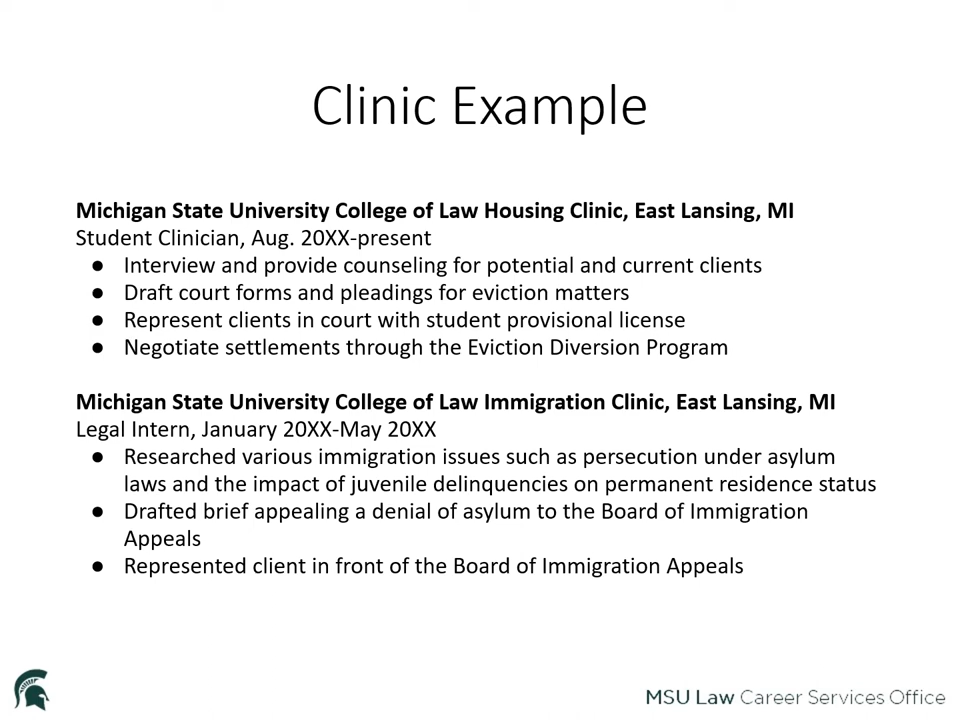 Clinic Example
Michigan State University College of Law Housing Clinic, East Lansing, MI
Student Clinician, Aug. 20XX-present
● Interview and provide counseling for potential and current clients
● Draft court forms and pleadings for eviction matters
● Represent clients in court with student provisional license
● Negotiate settlements through the Eviction Diversion Program
Michigan State University College of Law Immigration Clinic, East Lansing, MI
Legal Intern, January 20XX-May 20XX
● Researched various immigration issues such as persecution under asylum
laws and the impact of juvenile delinquencies on permanent residence status
● Drafted brief appealing a denial of asylum to the Board of Immigration
Appeals
● Represented client in front of the Board of Immigration Appeals
MSU Law Career Services Office